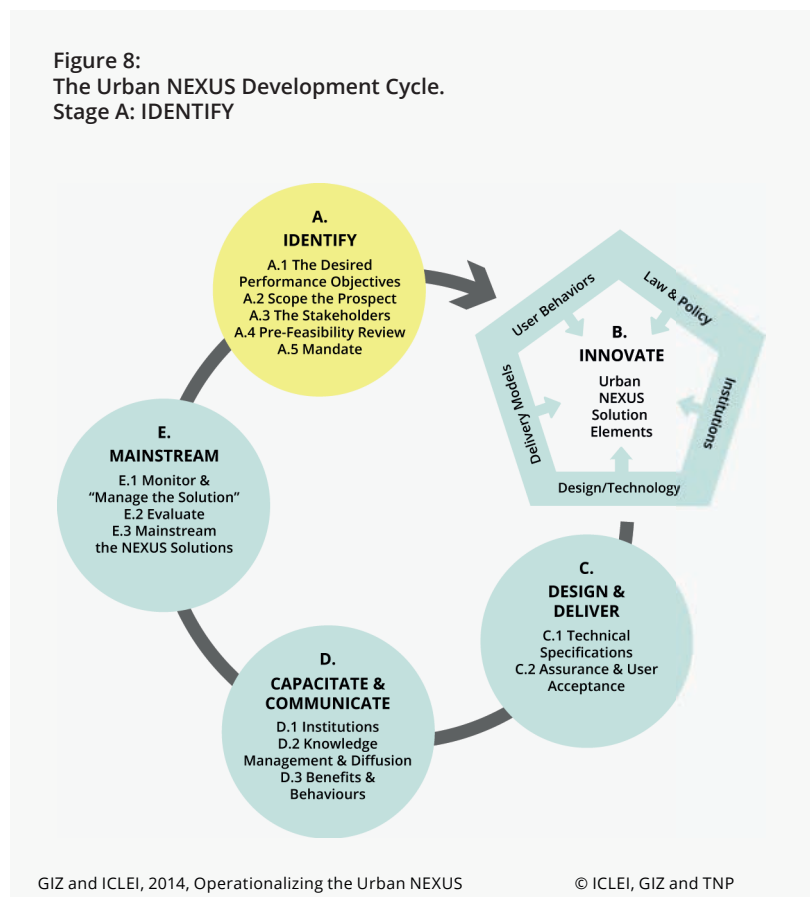 Figure 8:
The Urban NEXUS Development Cycle.
Stage A: IDENTIFY
A.
IDENTIFY
A.1 The Desired
Performance Objectives
A.2 Scope the Prospect
A.3 The Stakeholders
A.4 Pre-Feasibility Review
A.5 Mandate
User Behaviors
Law & Policy
Delivery Models
Institutions
Design/Technology
B.
INNOVATE
Urban
NEXUS
Solution
Elements
C.
DESIGN &
DELIVER
C.1 Technical
Specifications
C.2 Assurance & User
Acceptance
D.
CAPACITATE &
COMMUNICATE
D.1 Institutions
D.2 Knowledge
Management & Diffusion
D.3 Benefits &
Behaviours
E.
MAINSTREAM
E.1 Monitor &
“Manage the Solution”
E.2 Evaluate
E.3 Mainstream
the NEXUS Solutions
GIZ and ICLEI, 2014, Operationalizing the Urban NEXUS
© ICLEI, GIZ and TNP